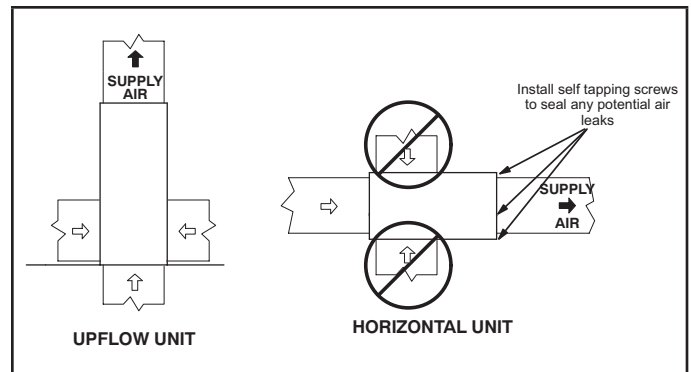 SUPPLY
AIR
UPFLOW UNIT
Install self tapping screws
to seal any potential air
leaks
SUPPLY
AIR
HORIZONTAL UNIT